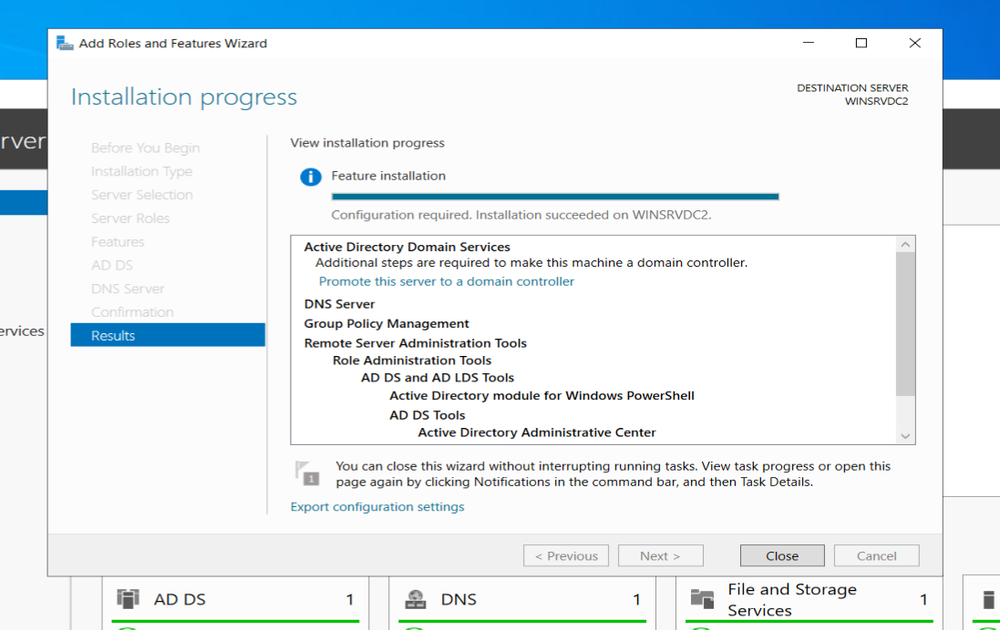 Add Roles and Features Wizard
Installation progress
DESTINATION SERVER
WINSRVDC2
rver
Before You Begin
Installation Type
Server Selection
Server Roles
Features
AD DS
DNS Server
Confirmation
Results
ervices
View installation progress
Feature installation
Configuration required. Installation succeeded on WINSRVDC2.
Active Directory Domain Services
Additional steps are required to make this machine a domain controller.
Promote this server to a domain controller
DNS Server
Group Policy Management
Remote Server Administration Tools
Role Administration Tools
AD DS and AD LDS Tools
Active Directory module for Windows PowerShell
AD DS Tools
Active Directory Administrative Center
1
You can close this wizard without interrupting running tasks. View task progress or open this
page again by clicking Notifications in the command bar, and then Task Details.
Export configuration settings
< Previous
Next >
Close
Cancel
AD DS 1
DNS 1
File and Storage
Services 1